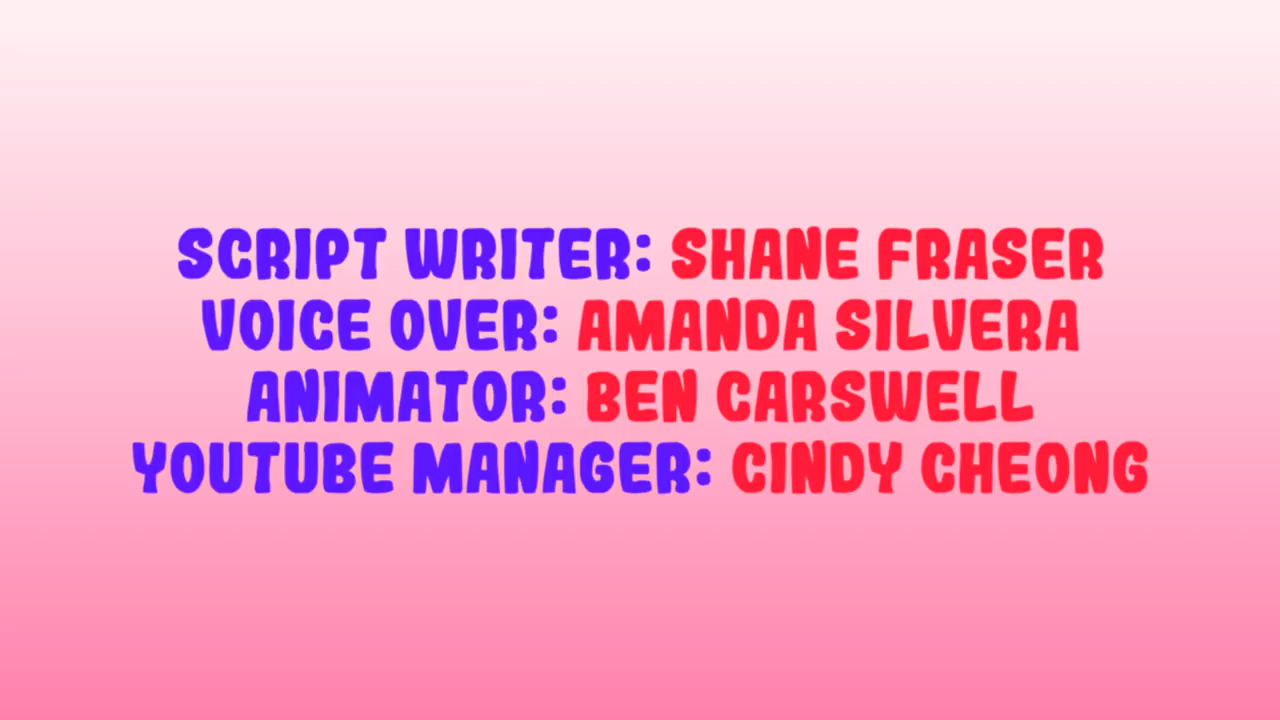 SCRIPT WRITER: SHANE FRASER
VOICE OVER: AMANDA SILVERA
ANIMATOR: BEN CARSWELL
YOUTUBE MANAGER: CINDY CHEONG